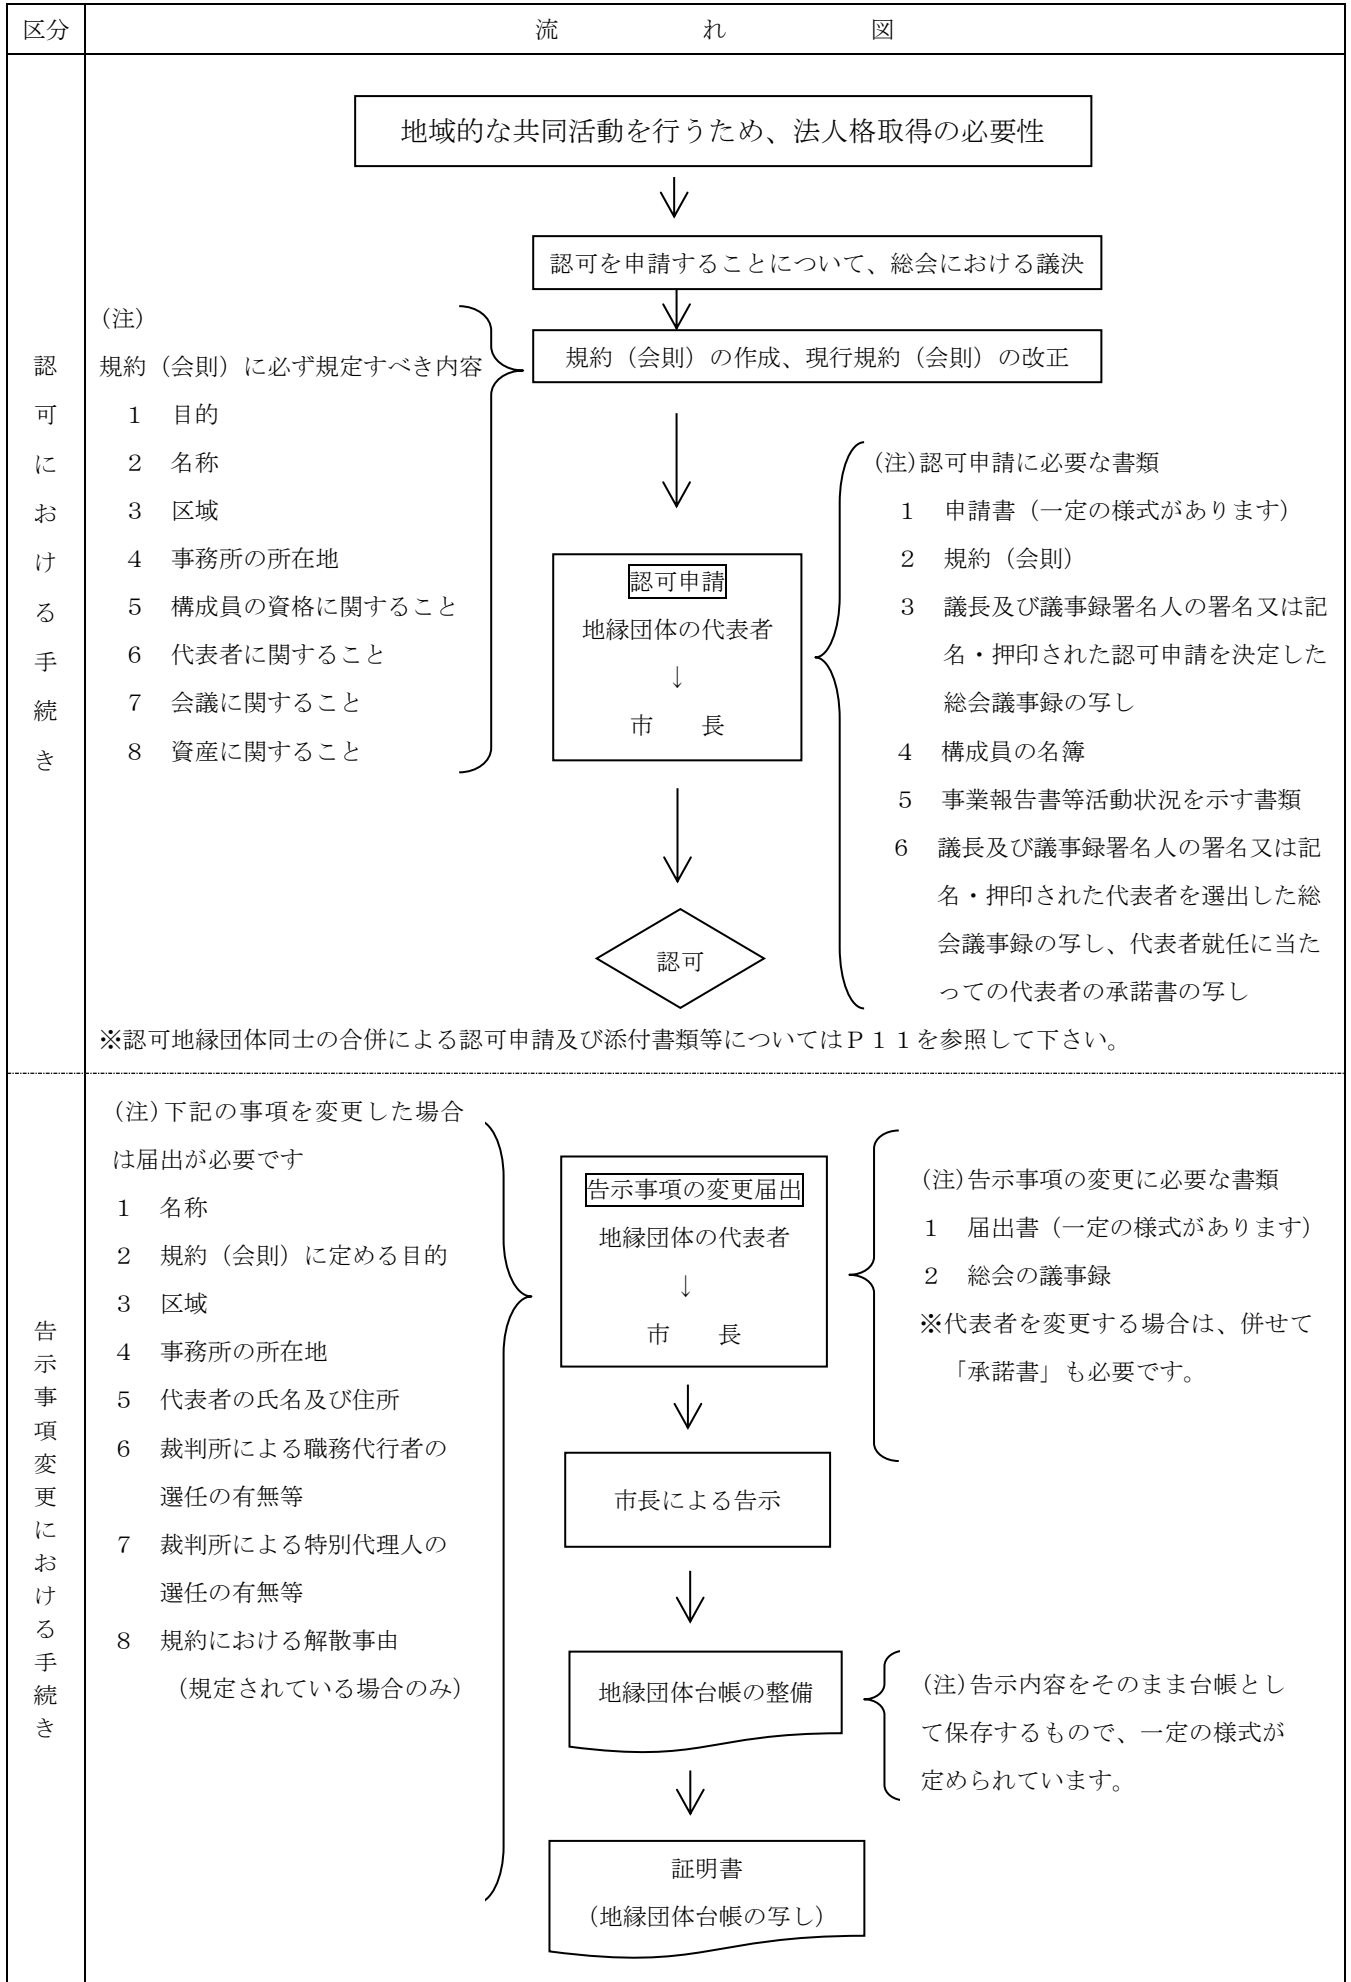 区分
流れ図
認可における手続き
地域的な共同活動を行うため、法人格取得の必要性
認可を申請することについて、総会における議決
規約（会則）の作成、現行規約（会則）の改正
（注）
規約（会則）に必ず規定すべき内容
１　目的
２　名称
３　区域
４　事務所の所在地
５　構成員の資格に関すること
６　代表者に関すること
７　会議に関すること
８　資産に関すること
認可申請
地縁団体の代表者
↓
市　　長
（注）認可申請に必要な書類
１　申請書（一定の様式があります）
２　規約（会則）
３　議長及び議事録署名人の署名又は記
名・押印された認可申請を決定した
総会議事録の写し
４　構成員の名簿
５　事業報告書等活動状況を示す書類
６　議長及び議事録署名人の署名又は記
名・押印された代表者を選出した総
会議事録の写し、代表者就任に当た
っての代表者の承諾書の写し
認可
※認可地縁団体同士の合併による認可申請及び添付書類等についてはＰ１１を参照して下さい。
告示事項変更における手続き
（注）下記の事項を変更した場合
は届出が必要です
１　名称
２　規約（会則）に定める目的
３　区域
４　事務所の所在地
５　代表者の氏名及び住所
６　裁判所による職務代行者の
選任の有無等
７　裁判所による特別代理人の
選任の有無等
８　規約における解散事由
（規定されている場合のみ）
告示事項の変更届出
地縁団体の代表者
↓
市　　長
（注）告示事項の変更に必要な書類
１　届出書（一定の様式があります）
２　総会の議事録
※代表者を変更する場合は、併せて
「承諾書」も必要です。
市長による告示
地縁団体台帳の整備
（注）告示内容をそのまま台帳とし
て保存するもので、一定の様式が
定められています。
証明書
（地縁団体台帳の写し）